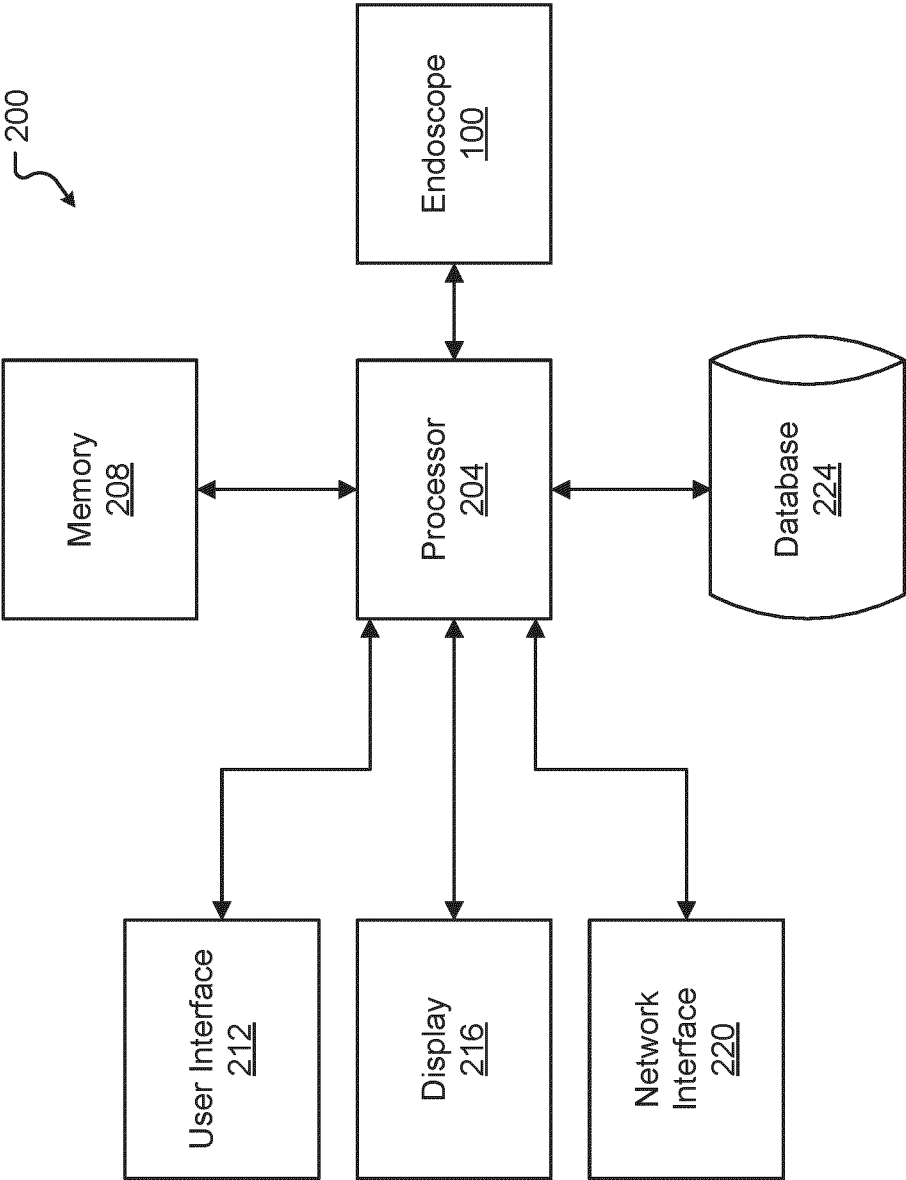 200
Endoscope
100
Memory
208
Processor
204
Database
224
User Interface
212
Display
216
Network
Interface
220